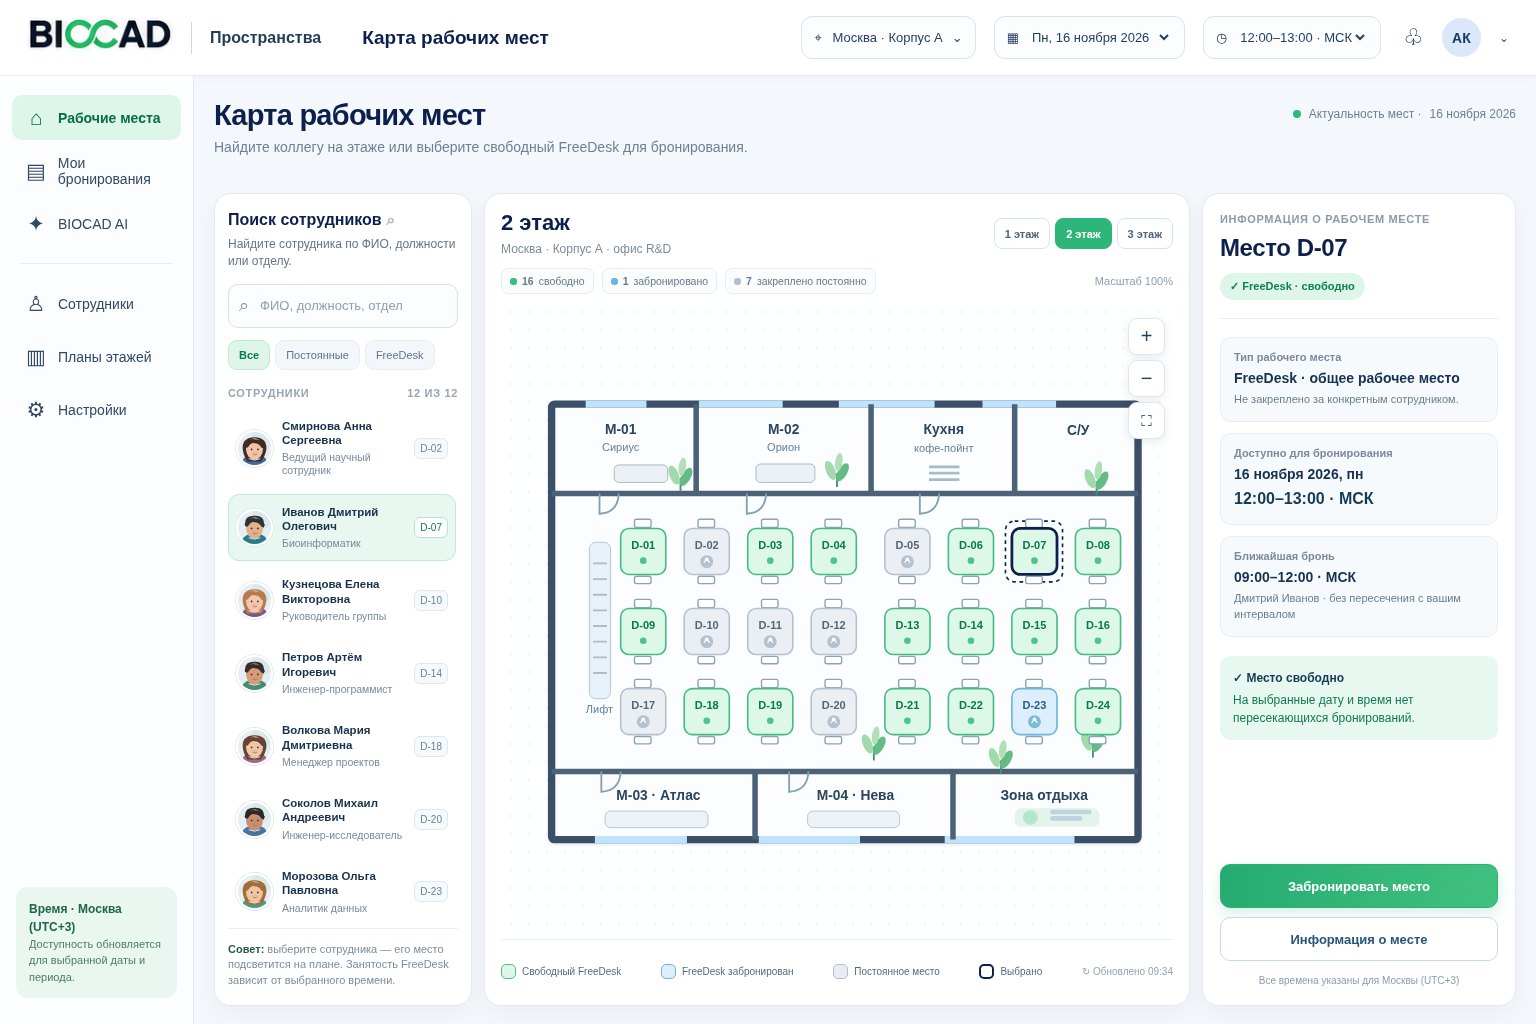 BIOCAD
Пространства
Карта рабочих мест
Москва · Корпус А
Пн, 16 ноября 2026
12:00–13:00 · МСК
АК
Рабочие места
Мои
бронирования
BIOCAD AI
Сотрудники
Планы этажей
Настройки
Время · Москва
(UTC+3)
Доступность обновляется
для выбранной даты и
периода.
Карта рабочих мест
Найдите коллегу на этаже или выберите свободный FreeDesk для бронирования.
Актуальность мест · 16 ноября 2026
Поиск сотрудников
Найдите сотрудника по ФИО, должности
или отделу.
ФИО, должность, отдел
Все
Постоянные
FreeDesk
СОТРУДНИКИ
12 ИЗ 12
Смирнова Анна
Сергеевна
Ведущий научный
сотрудник
D-02
Иванов Дмитрий
Олегович
Биоинформатик
D-07
Кузнецова Елена
Викторовна
Руководитель группы
D-10
Петров Артём
Игоревич
Инженер-программист
D-14
Волкова Мария
Дмитриевна
Менеджер проектов
D-18
Соколов Михаил
Андреевич
Инженер-исследователь
D-20
Морозова Ольга
Павловна
Аналитик данных
D-23
Совет: выберите сотрудника — его место
подсветится на плане. Занятость FreeDesk
зависит от выбранного времени.
2 этаж
Москва · Корпус А · офис R&D
1 этаж
2 этаж
3 этаж
16 свободно
1 забронировано
7 закреплено постоянно
Масштаб 100%
+
−
М-01
Сириус
М-02
Орион
Кухня
кофе-пойнт
С/У
D-01
D-02
D-03
D-04
D-05
D-06
D-07
D-08
D-09
D-10
D-11
D-12
D-13
D-14
D-15
D-16
Лифт
D-17
D-18
D-19
D-20
D-21
D-22
D-23
D-24
М-03 · Атлас
М-04 · Нева
Зона отдыха
Свободный FreeDesk
FreeDesk забронирован
Постоянное место
Выбрано
↻ Обновлено 09:34
ИНФОРМАЦИЯ О РАБОЧЕМ МЕСТЕ
Место D-07
✓ FreeDesk · свободно
Тип рабочего места
FreeDesk · общее рабочее место
Не закреплено за конкретным сотрудником.
Доступно для бронирования
16 ноября 2026, пн
12:00–13:00 · МСК
Ближайшая бронь
09:00–12:00 · МСК
Дмитрий Иванов · без пересечения с вашим
интервалом
✓ Место свободно
На выбранные дату и время нет
пересекающихся бронирований.
Забронировать место
Информация о месте
Все времена указаны для Москвы (UTC+3)